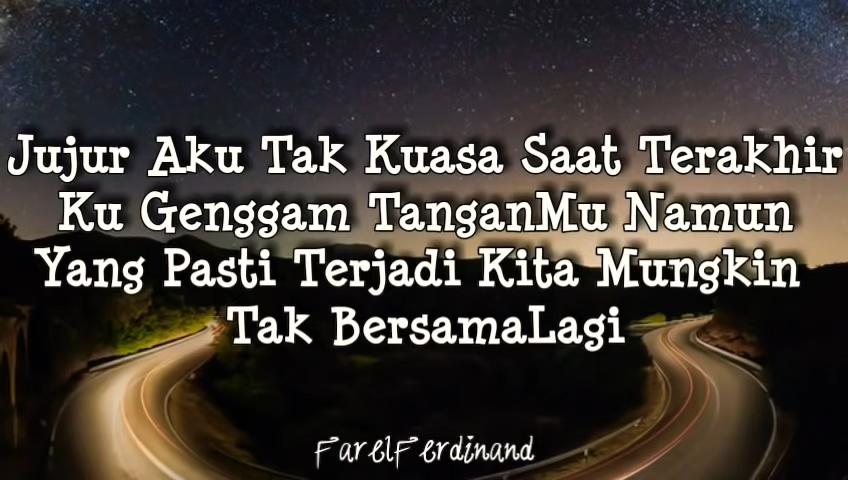 Jujur Aku Tak Kuasa Saat Terakhir
Ku Genggam TanganMu Namun
Yang Pasti Terjadi Kita Mungkin
Tak BersamaLagi
FarelFerdinand